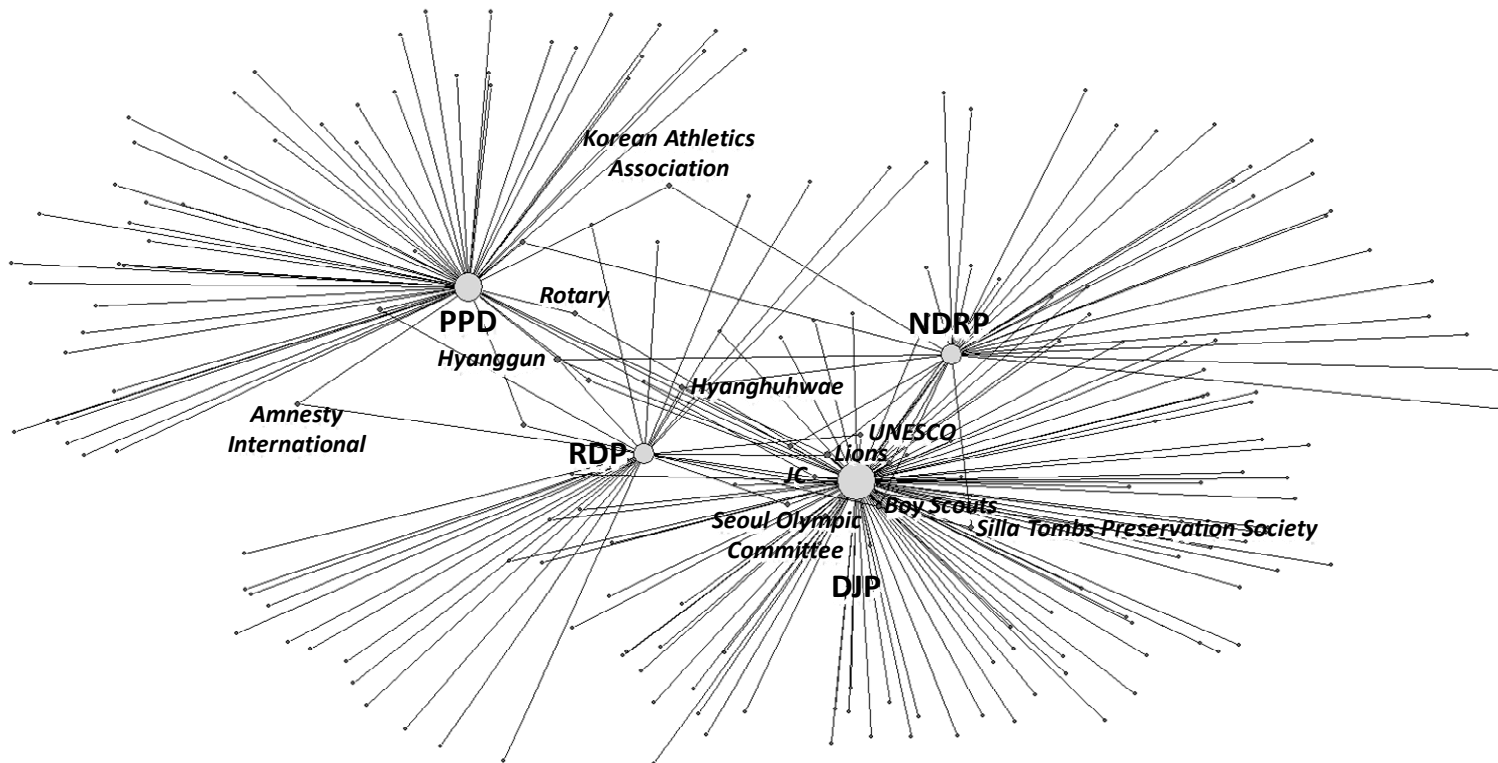 Korean Athletics
Association
Rotary
PPD
NDRP
Hyanggun
Hyanghuhwae
Amnesty
International
UNESCO
RDP
Lions
JC
Boy Scouts
Seoul Olympic
Committee
Silla Tombs Preservation Society
DJP